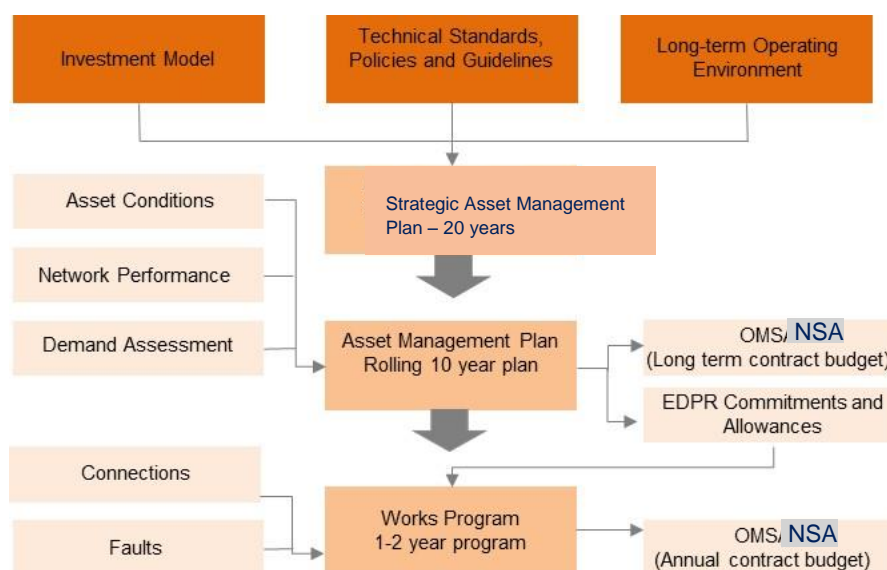 Investment Model
Technical Standards,
Policies and Guidelines
Long-term Operating
Environment
Asset Conditions
Strategic Asset Management
Plan – 20 years
Network Performance
Demand Assessment
Asset Management Plan
Rolling 10 year plan
OMSA NSA
(Long term contract budget)
EDPR Commitments and
Allowances
Connections
Faults
Works Program
1-2 year program
OMSA NSA
(Annual contract budget)